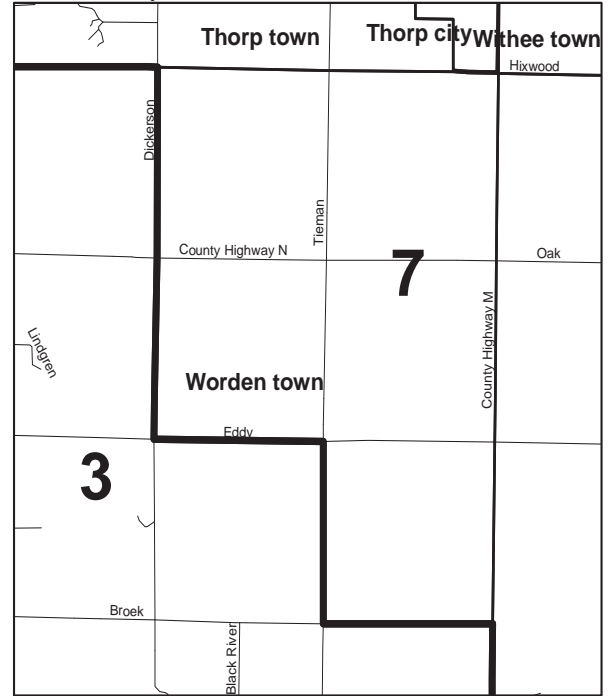 Thorp town
Thorp city
Withee town
Hixwood
Dickerson
Tieman
County Highway N
7
Oak
County Highway M
Lindgren
Worden town
Eddy
3
Broek
Black River